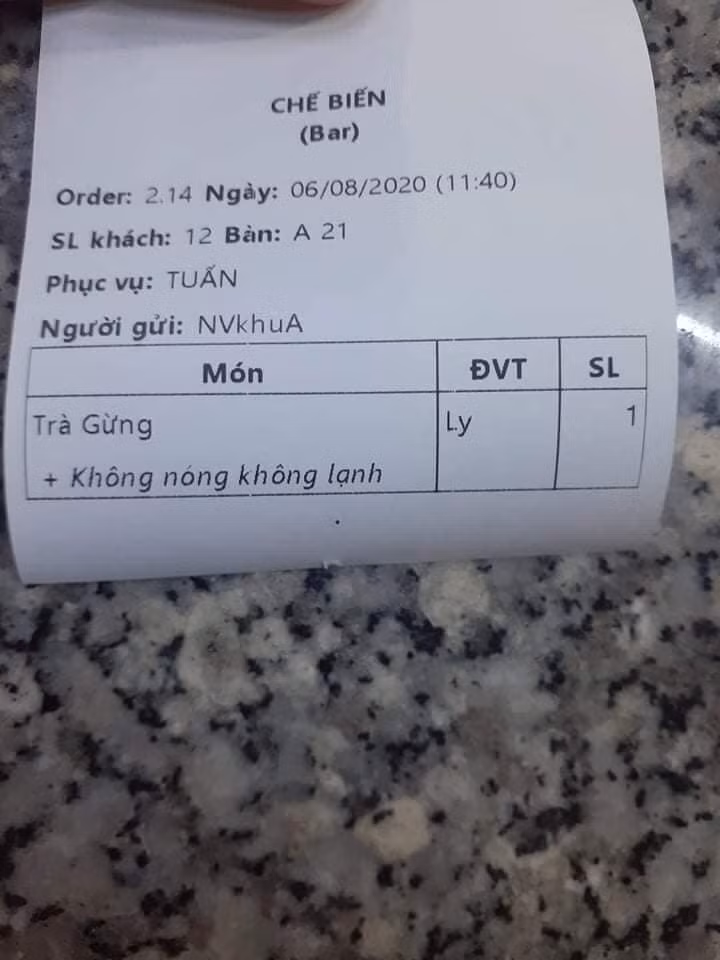 CHẾ BIẾN
(Bar)
Order: 2.14 Ngày: 06/08/2020 (11:40)
SL khách: 12 Bàn: A 21
Phục vụ: TUẤN
Người gửi: NVkhuA
Món ĐVT SL
Trà Gừng Ly 1
+ Không nóng không lạnh
.